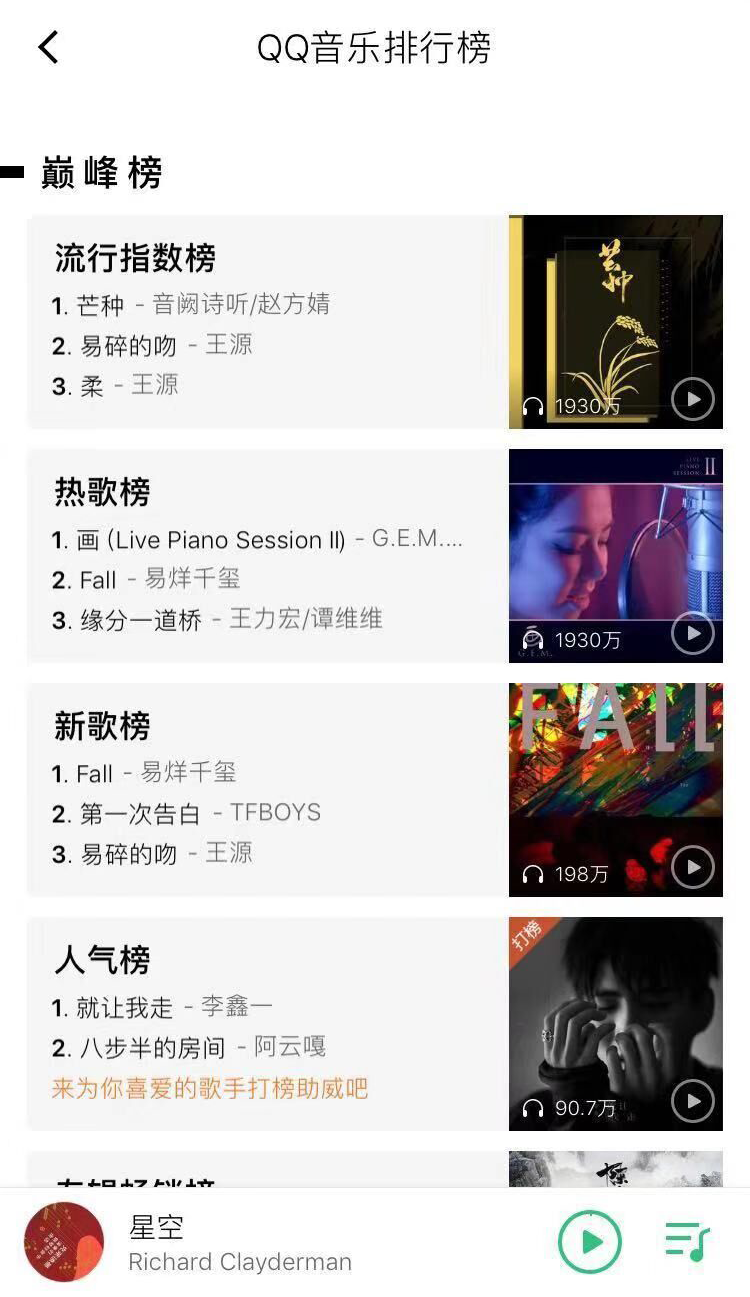 QQ音乐排行榜
巅峰榜
流行指数榜
1. 芒种 - 音阙诗听/赵方婧
2. 易碎的吻 - 王源
3. 柔 - 王源
芒种
1930万
热歌榜
1. 画 (Live Piano Session II) - G.E.M....
2. Fall - 易烊千玺
3. 缘分一道桥 - 王力宏/谭维维
LIVE
PIANO
SESSION II
画
G.E.M.
1930万
新歌榜
1. Fall - 易烊千玺
2. 第一次告白 - TFBOYS
3. 易碎的吻 - 王源
FALL
198万
人气榜
1. 就让我走 - 李鑫一
2. 八步半的房间 - 阿云嘎
来为你喜爱的歌手打榜助威吧
打榜
90.7万
星空
Richard Clayderman